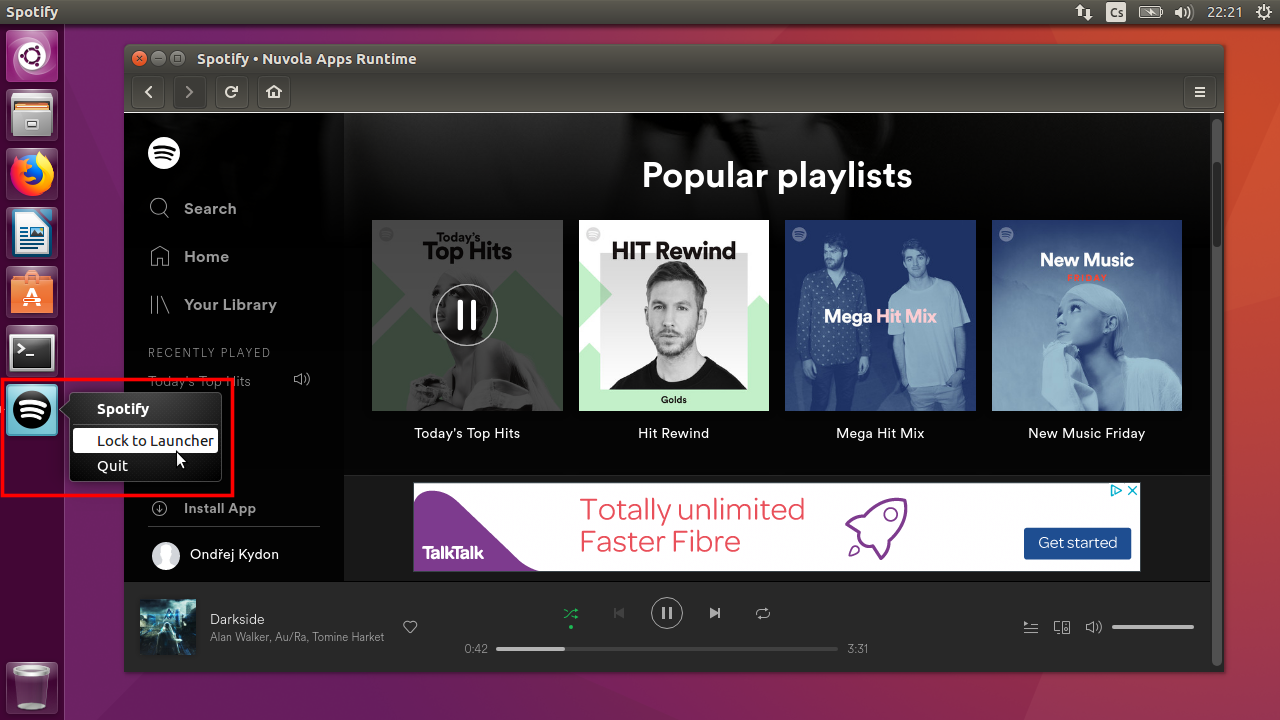 Spotify
Cs
22:21
Spotify • Nuvola Apps Runtime
Search
Home
Your Library
RECENTLY PLAYED
Today's Top Hits
Spotify
Lock to Launcher
Quit
Install App
Ondřej Kydon
Popular playlists
Today's
Top Hits
HIT Rewind
Golds
Mega Hit Mix
New Music
FRIDAY
Today's Top Hits
Hit Rewind
Mega Hit Mix
New Music Friday
TalkTalk
Totally unlimited
Faster Fibre
Get started
Darkside
Alan Walker, Au/Ra, Tomine Harket
0:42
3:31